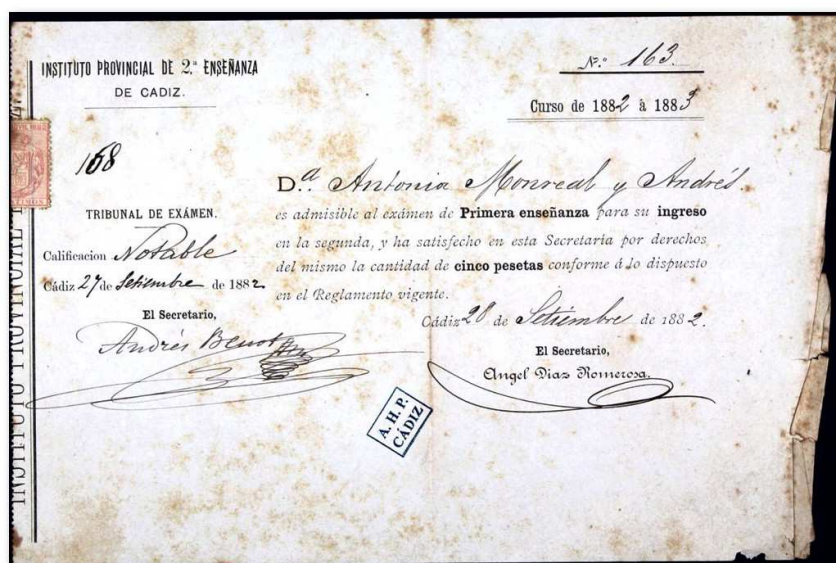 INSTITUTO PROVINCIAL DE 2.ª ENSEÑANZA
DE CADIZ.
168
TRIBUNAL DE EXÁMEN.
Calificacion Notable
Cádiz 27 de Setiembre de 1882
El Secretario,
Andrés Benot
N.º 163.
Curso de 1882 á 1883
D.ª Antonia Monreal y Andrés
es admisible al exámen de Primera enseñanza para su ingreso
en la segunda, y ha satisfecho en esta Secretaría por derechos
del mismo la cantidad de cinco pesetas conforme á lo dispuesto
en el Reglamento vigente.
Cádiz 20 de Setiembre de 1882.
El Secretario,
Angel Diaz Romerosa.
A. H. P.
CÁDIZ
INSTITUTO PROVINCIAL